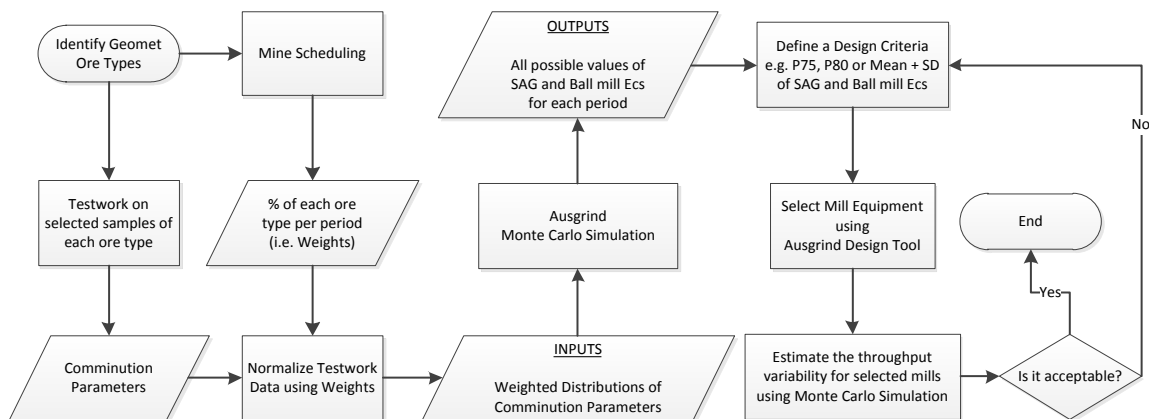 Identify Geomet
Ore Types
Mine Scheduling
Testwork on
selected samples of
each ore type
% of each ore
type per period
(i.e. Weights)
Comminution
Parameters
Normalize Testwork
Data using Weights
INPUTS
Weighted Distributions of
Comminution Parameters
Ausgrind
Monte Carlo Simulation
OUTPUTS
All possible values of
SAG and Ball mill Ecs
for each period
Define a Design Criteria
e.g. P75, P80 or Mean + SD
of SAG and Ball mill Ecs
Select Mill Equipment
using
Ausgrind Design Tool
Estimate the throughput
variability for selected mills
using Monte Carlo Simulation
Is it acceptable?
Yes
End
No